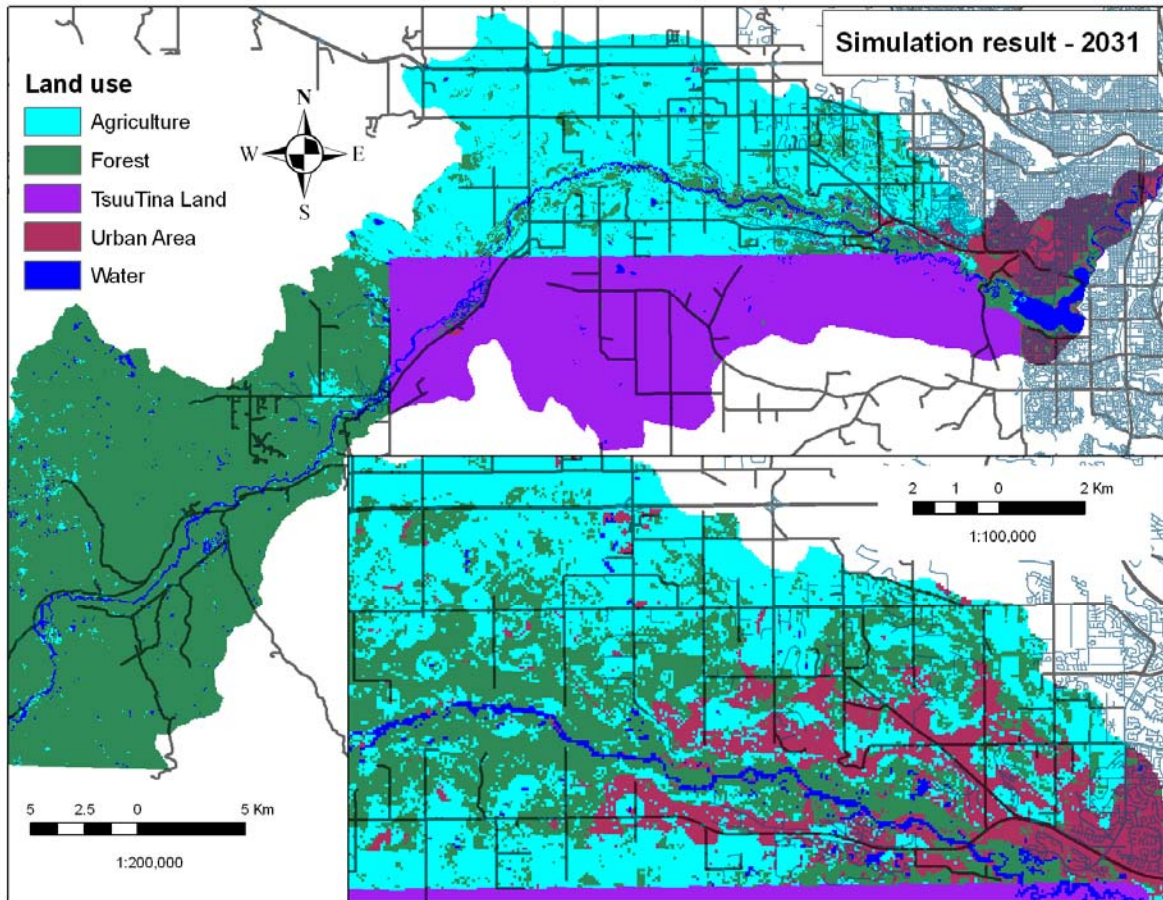 Simulation result - 2031
Land use
Agriculture
Forest
TsuuTina Land
Urban Area
Water
N
W E
S
2 1 0 2 Km
1:100,000
5 2.5 0 5 Km
1:200,000